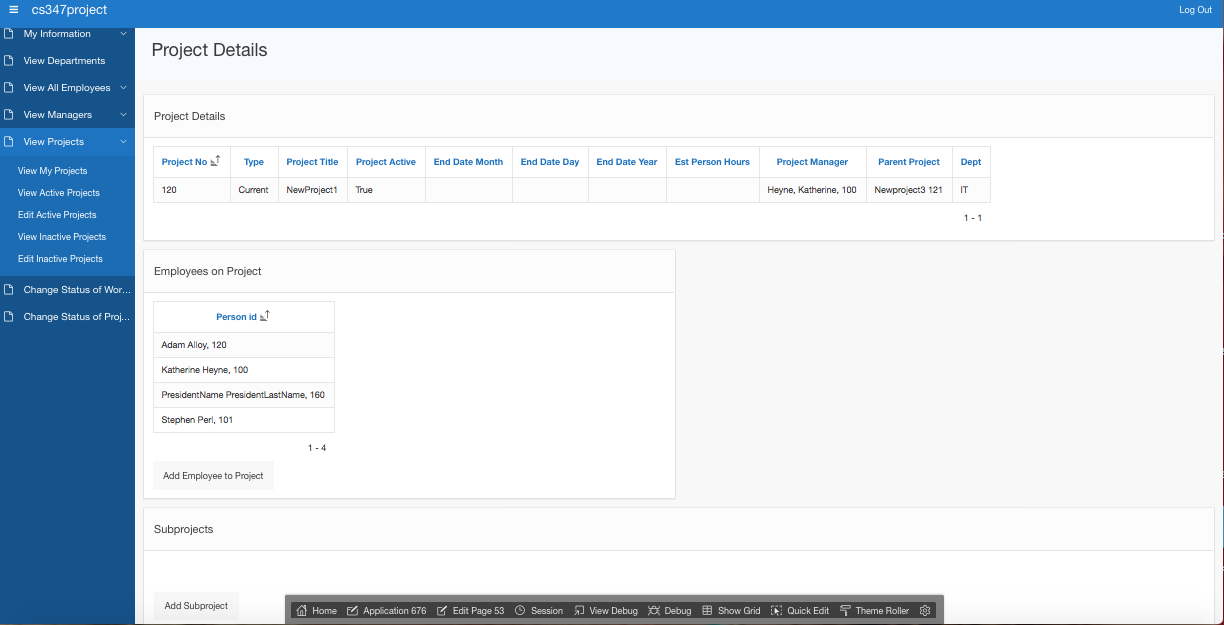 cs347project
Log Out
My Information
View Departments
View All Employees
View Managers
View Projects
View My Projects
View Active Projects
Edit Active Projects
View Inactive Projects
Edit Inactive Projects
Change Status of Wor...
Change Status of Proj...
Project Details
Project Details
Project No Type Project Title Project Active End Date Month End Date Day End Date Year Est Person Hours Project Manager Parent Project Dept
120 Current NewProject1 True Heyne, Katherine, 100 Newproject3 121 IT
1 - 1
Employees on Project
Person id
Adam Alloy, 120
Katherine Heyne, 100
PresidentName PresidentLastName, 160
Stephen Perl, 101
1 - 4
Add Employee to Project
Subprojects
Add Subproject
Home Application 676 Edit Page 53 Session View Debug Debug Show Grid Quick Edit Theme Roller